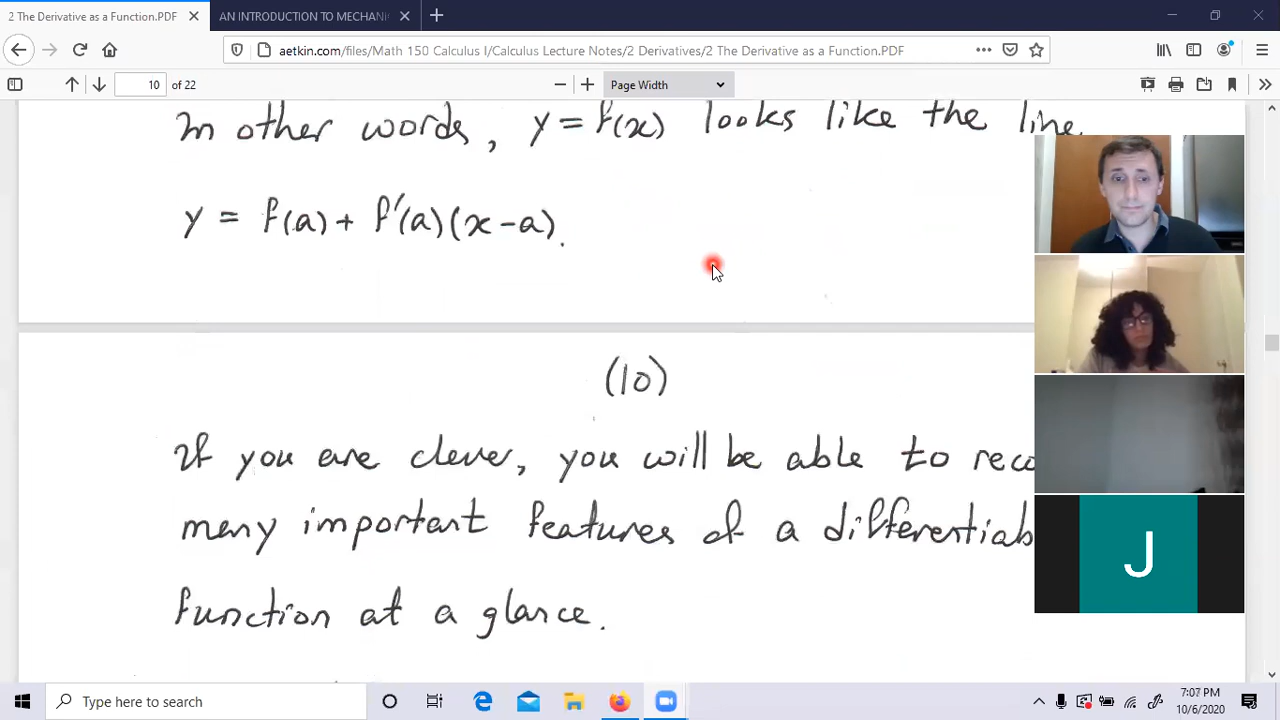 2 The Derivative as a Function.PDF
AN INTRODUCTION TO MECHANI
aetkin.com/files/Math 150 Calculus I/Calculus Lecture Notes/2 Derivatives/2 The Derivative as a Function.PDF
10 of 22
Page Width
In other words, y = f(x) looks like the line
y = f(a) + f'(a)(x - a).
(10)
If you are clever, you will be able to reco
many important features of a differentiab
function at a glance.
J
Type here to search
7:07 PM
10/6/2020